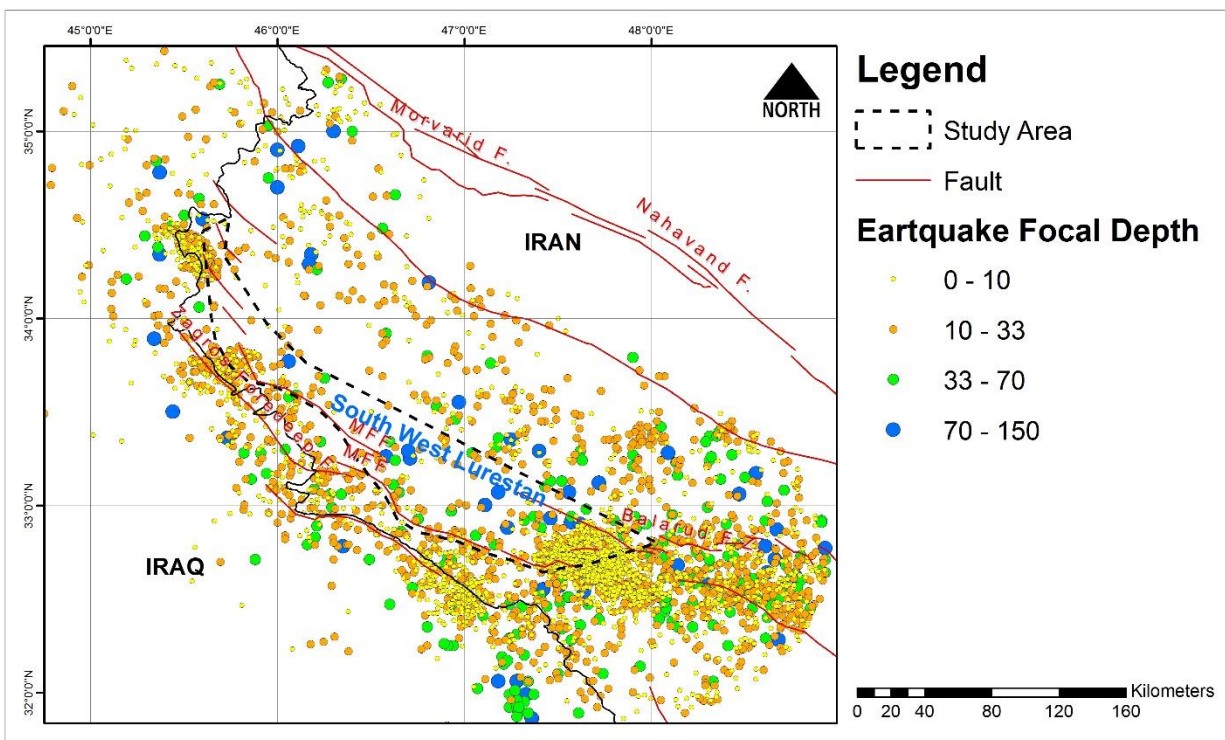 45°0'0"E
46°0'0"E
47°0'0"E
48°0'0"E
35°0'0"N
34°0'0"N
33°0'0"N
32°0'0"N
NORTH
Morvarid F.
Nahavand F.
IRAN
Zagros Foredeep F.
MFF
MFF
South West Lurestan
Balarud F.Z.
IRAQ
Legend
Study Area
Fault
Eartquake Focal Depth
0 - 10
10 - 33
33 - 70
70 - 150
Kilometers
0 20 40 80 120 160